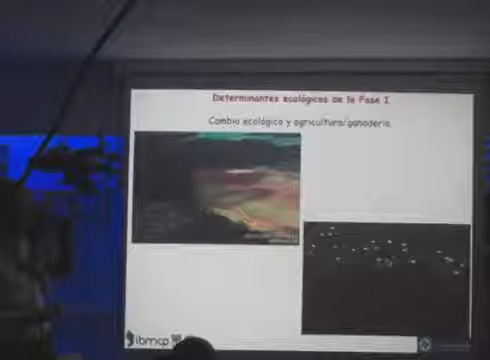 Determinantes ecológicos de la Fase I
Cambio ecológico y agricultura/ganadería
ibmcp